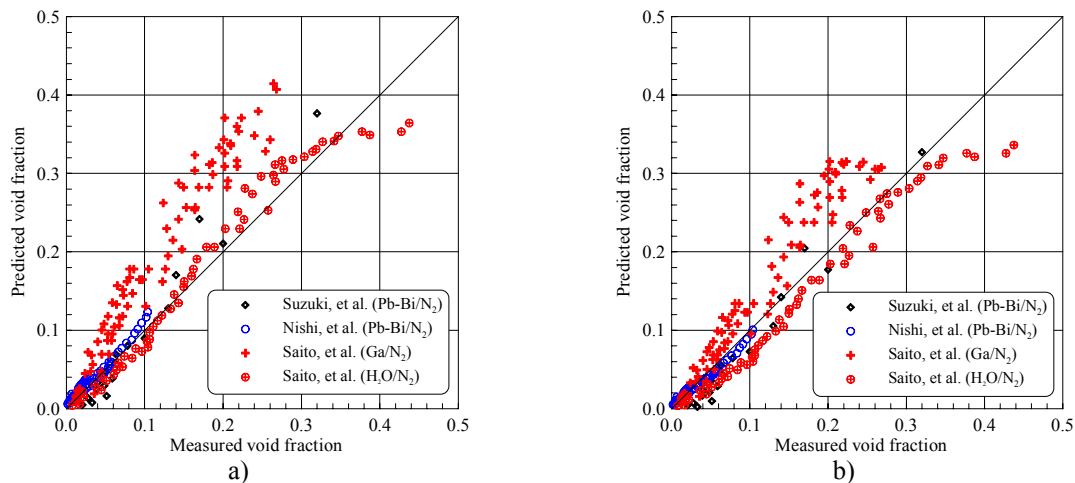 0.5
0.4
0.3
0.2
0.1
0.0
Predicted void fraction
Suzuki, et al. (Pb-Bi/N₂)
Nishi, et al. (Pb-Bi/N₂)
Saito, et al. (Ga/N₂)
Saito, et al. (H₂O/N₂)
0.0 0.1 0.2 0.3 0.4 0.5
Measured void fraction
a)
0.5
0.4
0.3
0.2
0.1
0.0
Predicted void fraction
Suzuki, et al. (Pb-Bi/N₂)
Nishi, et al. (Pb-Bi/N₂)
Saito, et al. (Ga/N₂)
Saito, et al. (H₂O/N₂)
0.0 0.1 0.2 0.3 0.4 0.5
Measured void fraction
b)